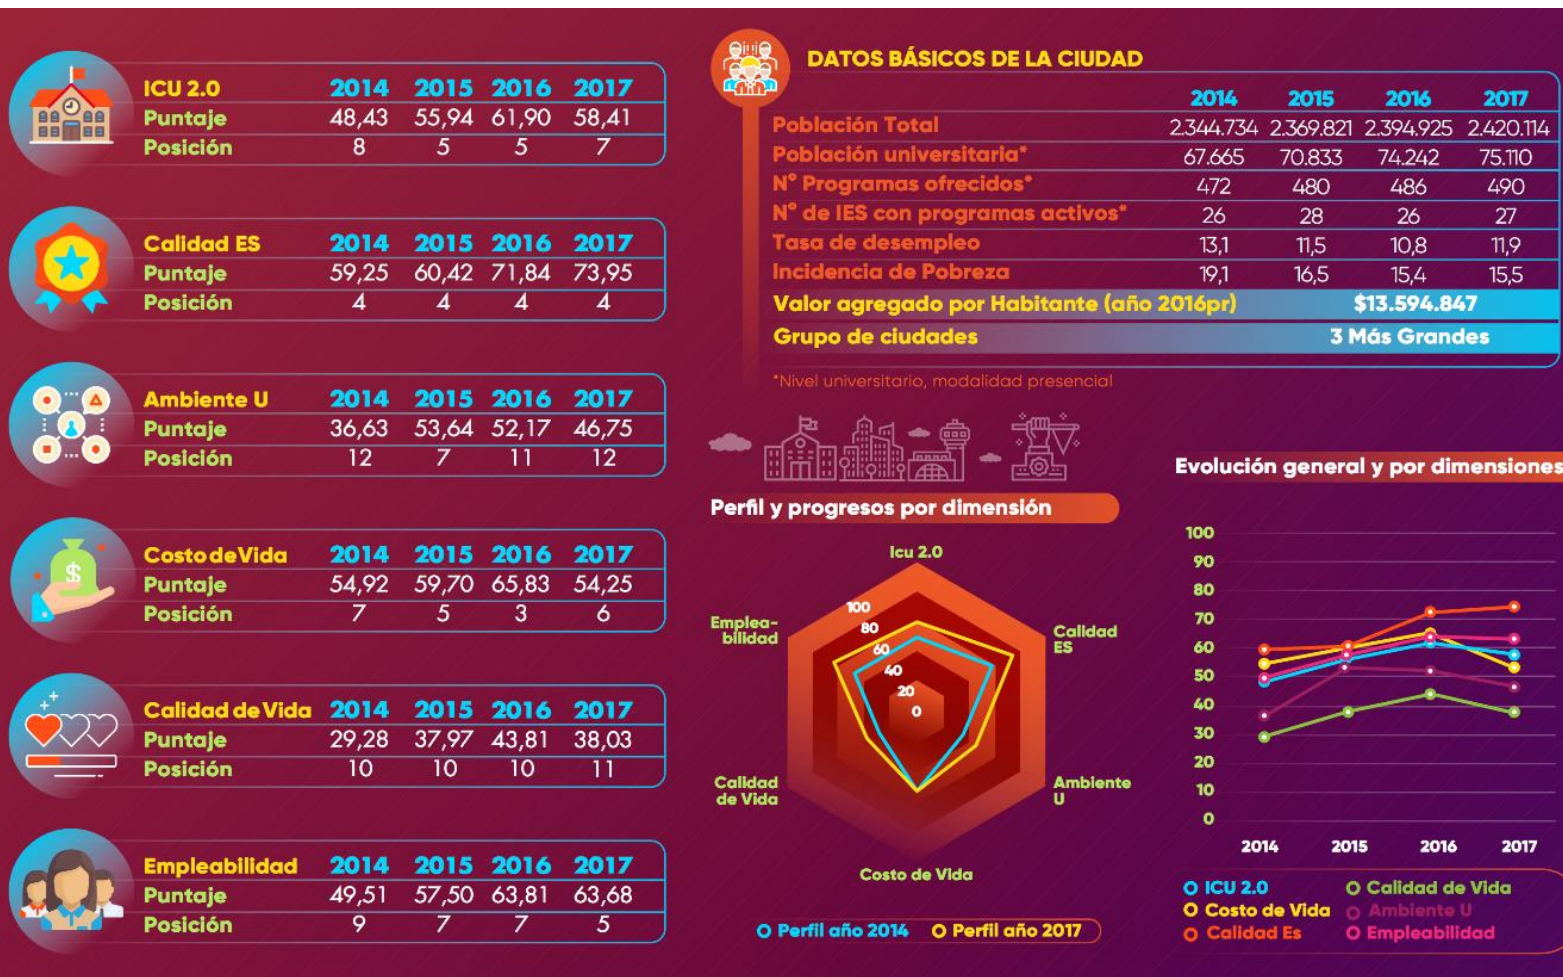 ICU 2.0 2014 2015 2016 2017
Puntaje 48,43 55,94 61,90 58,41
Posición 8 5 5 7
Calidad ES 2014 2015 2016 2017
Puntaje 59,25 60,42 71,84 73,95
Posición 4 4 4 4
Ambiente U 2014 2015 2016 2017
Puntaje 36,63 53,64 52,17 46,75
Posición 12 7 11 12
Costo de Vida 2014 2015 2016 2017
Puntaje 54,92 59,70 65,83 54,25
Posición 7 5 3 6
Calidad de Vida 2014 2015 2016 2017
Puntaje 29,28 37,97 43,81 38,03
Posición 10 10 10 11
Empleabilidad 2014 2015 2016 2017
Puntaje 49,51 57,50 63,81 63,68
Posición 9 7 7 5
DATOS BÁSICOS DE LA CIUDAD
2014 2015 2016 2017
Población Total 2.344.734 2.369.821 2.394.925 2.420.114
Población universitaria* 67.665 70.833 74.242 75.110
N° Programas ofrecidos* 472 480 486 490
N° de IES con programas activos* 26 28 26 27
Tasa de desempleo 13,1 11,5 10,8 11,9
Incidencia de Pobreza 19,1 16,5 15,4 15,5
Valor agregado por Habitante (año 2016pr) $13.594.847
Grupo de ciudades 3 Más Grandes
*Nivel universitario, modalidad presencial
Perfil y progresos por dimensión
Icu 2.0
Calidad
ES
Ambiente
U
Costo de Vida
Calidad
de Vida
Emplea-
bilidad
100
80
60
40
20
0
Perfil año 2014 Perfil año 2017
Evolución general y por dimensiones
100
90
80
70
60
50
40
30
20
10
0
2014 2015 2016 2017
ICU 2.0 Calidad de Vida
Costo de Vida Ambiente U
Calidad Es Empleabilidad
$